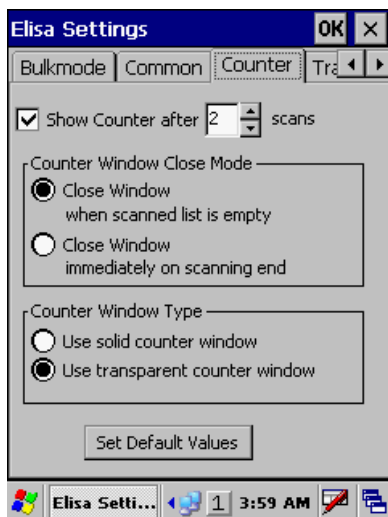 Elisa Settings OK
Bulkmode Common Counter
Show Counter after 2 scans
Counter Window Close Mode
Close Window
when scanned list is empty
Close Window
immediately on scanning end
Counter Window Type
Use solid counter window
Use transparent counter window
Set Default Values
Elisa Setti... 1 3:59 AM